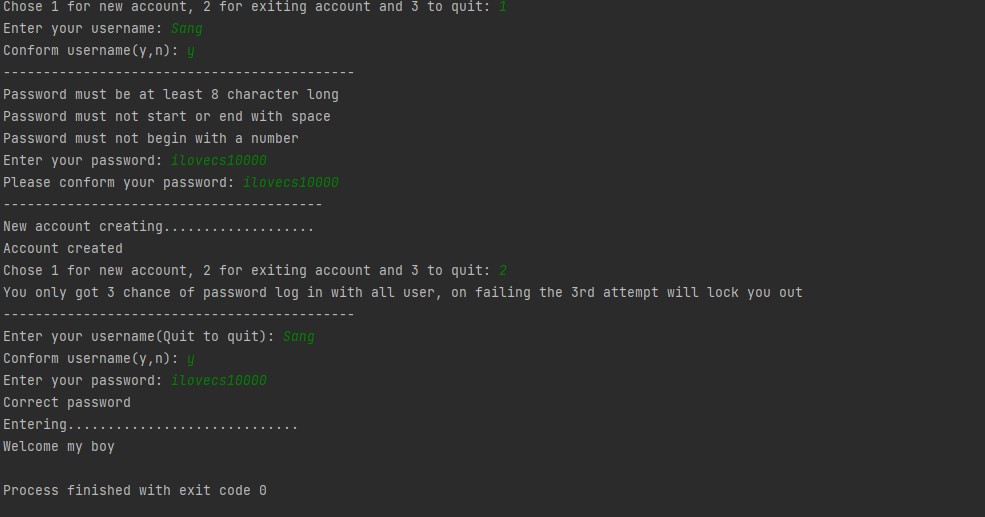 Chose 1 for new account, 2 for exiting account and 3 to quit: 1
Enter your username: Sang
Conform username(y,n): y
--------------------------------------------
Password must be at least 8 character long
Password must not start or end with space
Password must not begin with a number
Enter your password: ilovecs10000
Please conform your password: ilovecs10000
----------------------------------------
New account creating...................
Account created
Chose 1 for new account, 2 for exiting account and 3 to quit: 2
You only got 3 chance of password log in with all user, on failing the 3rd attempt will lock you out
--------------------------------------------
Enter your username(Quit to quit): Sang
Conform username(y,n): y
Enter your password: ilovecs10000
Correct password
Entering.............................
Welcome my boy
Process finished with exit code 0